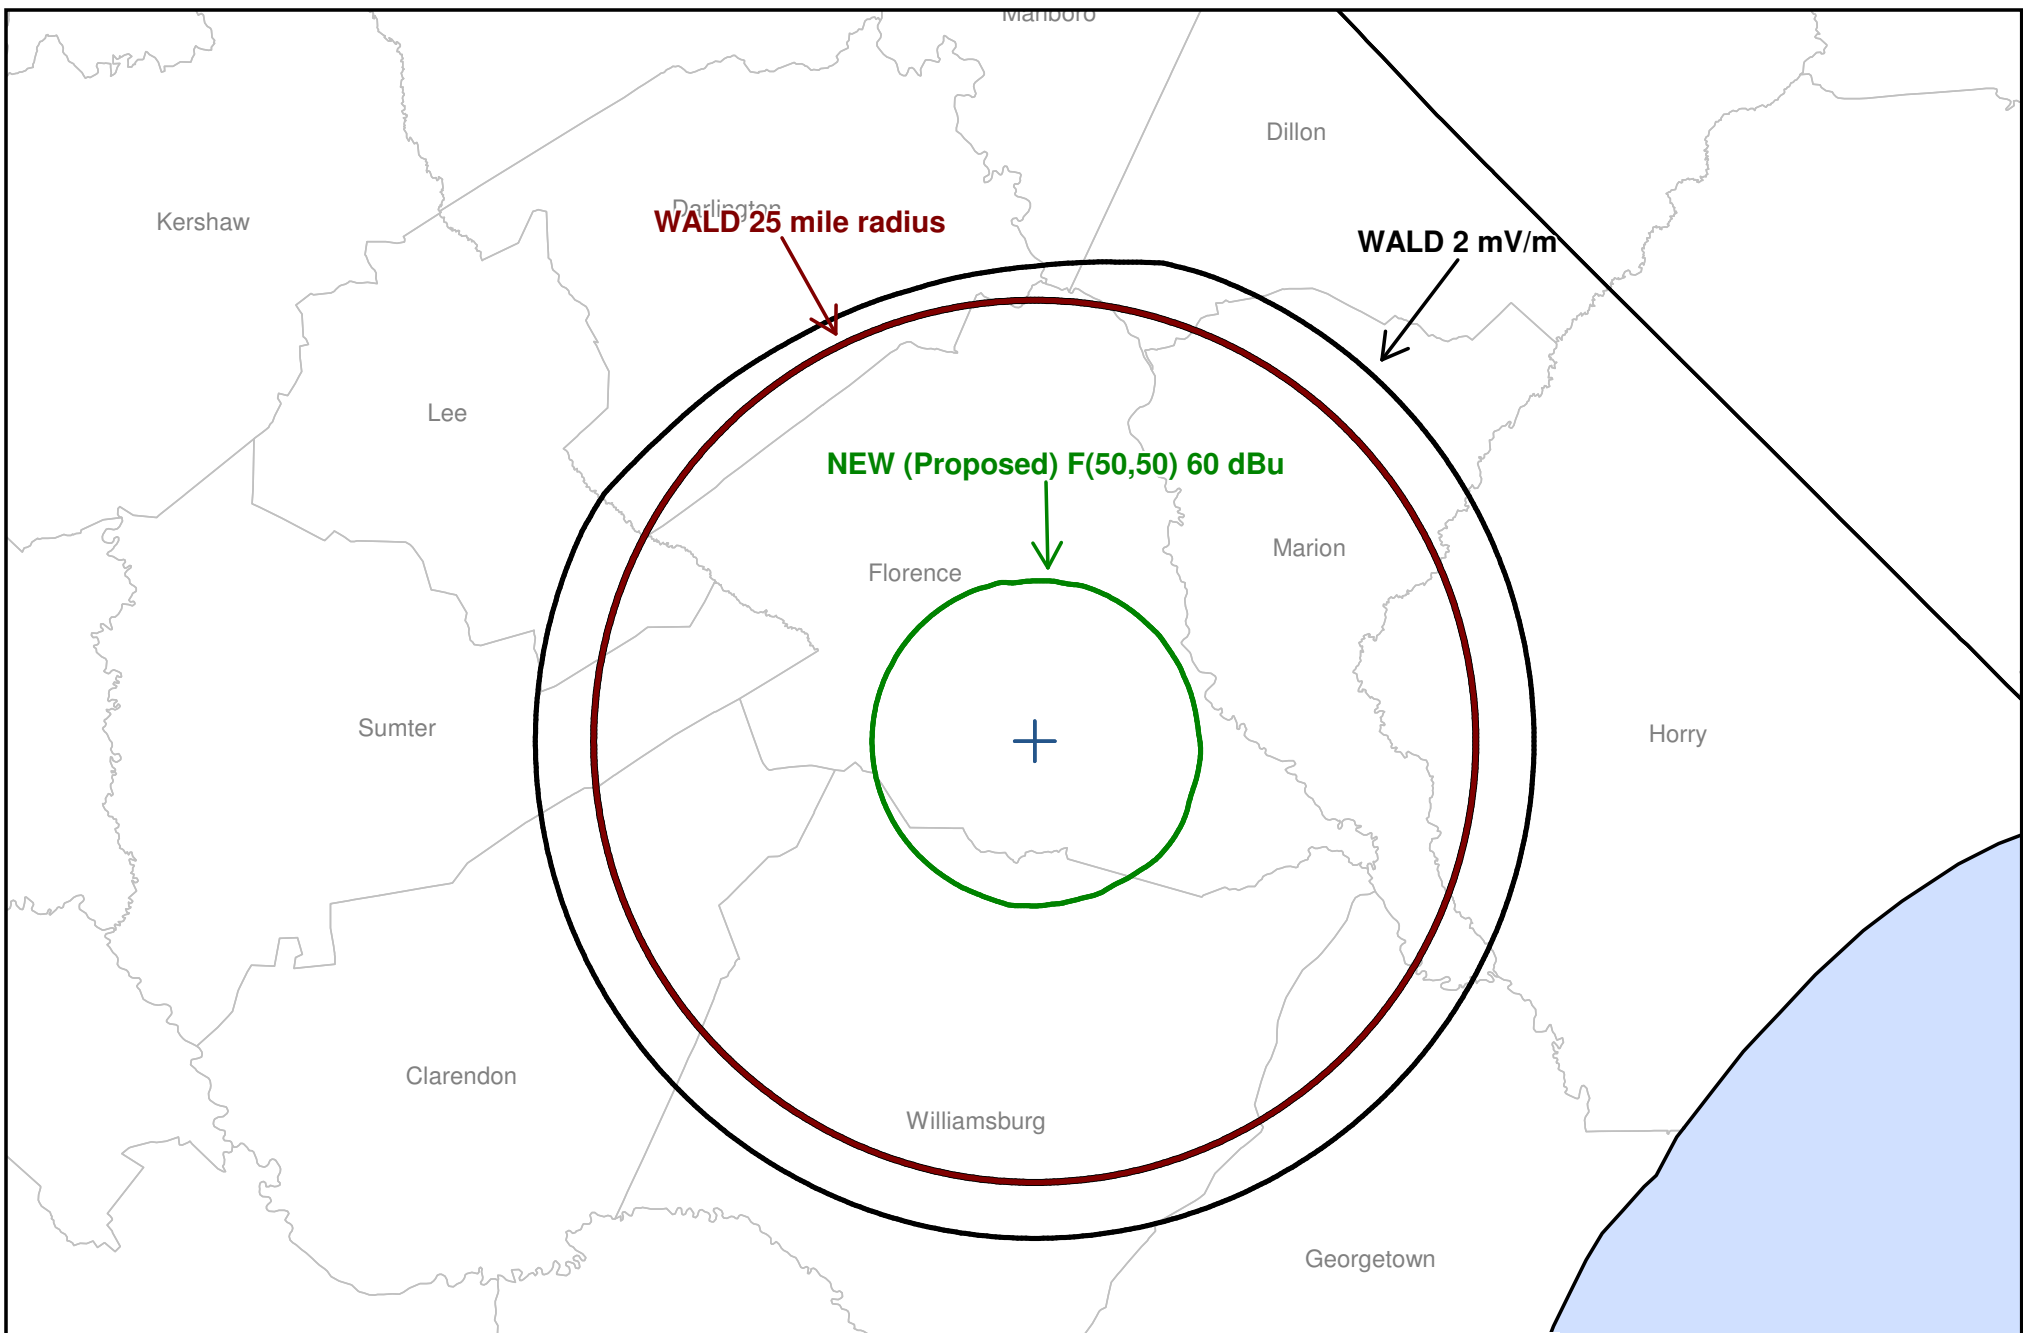 Marlboro
Dillon
Darlington
WALD 25 mile radius
Kershaw
WALD 2 mV/m
Lee
NEW (Proposed) F(50,50) 60 dBu
Marion
Florence
Sumter
Horry
Clarendon
Williamsburg
Georgetown